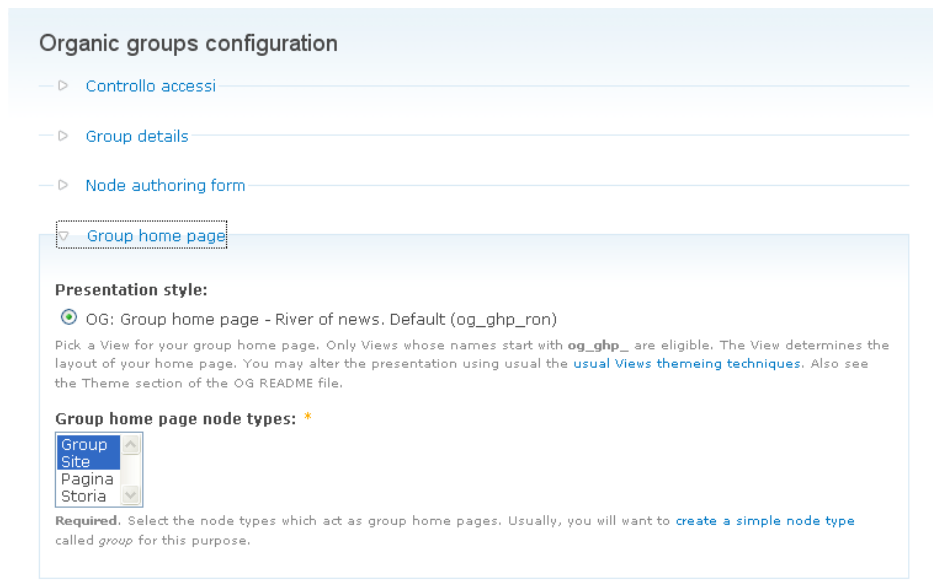 Organic groups configuration
Controllo accessi
Group details
Node authoring form
Group home page
Presentation style:
OG: Group home page - River of news. Default (og_ghp_ron)
Pick a View for your group home page. Only Views whose names start with og_ghp_ are eligible. The View determines the
layout of your home page. You may alter the presentation using usual the usual Views themeing techniques. Also see
the Theme section of the OG README file.
Group home page node types: *
Group
Site
Pagina
Storia
Required. Select the node types which act as group home pages. Usually, you will want to create a simple node type
called group for this purpose.